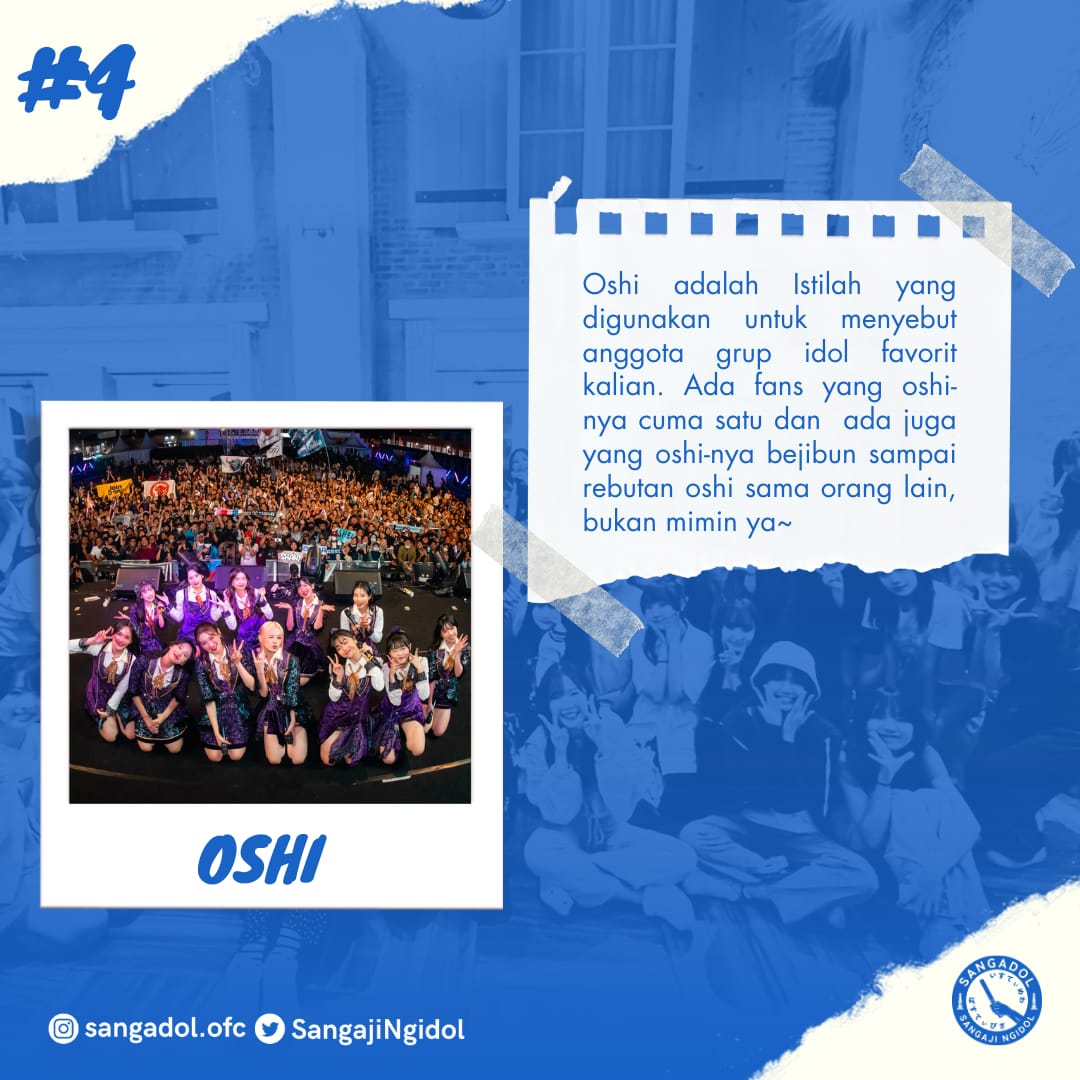 #4
Oshi adalah Istilah yang
digunakan untuk menyebut
anggota grup idol favorit
kalian. Ada fans yang oshi-
nya cuma satu dan ada juga
yang oshi-nya bejibun sampai
rebutan oshi sama orang lain,
bukan mimin ya~
OSHI
sangadol.ofc SangajiNgidol
SANGADOL
SANGAJI NGIDOL